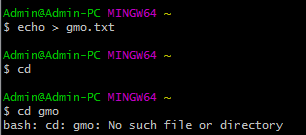 Admin@Admin-PC MINGW64 ~
$ echo > gmo.txt
Admin@Admin-PC MINGW64 ~
$ cd
Admin@Admin-PC MINGW64 ~
$ cd gmo
bash: cd: gmo: No such file or directory